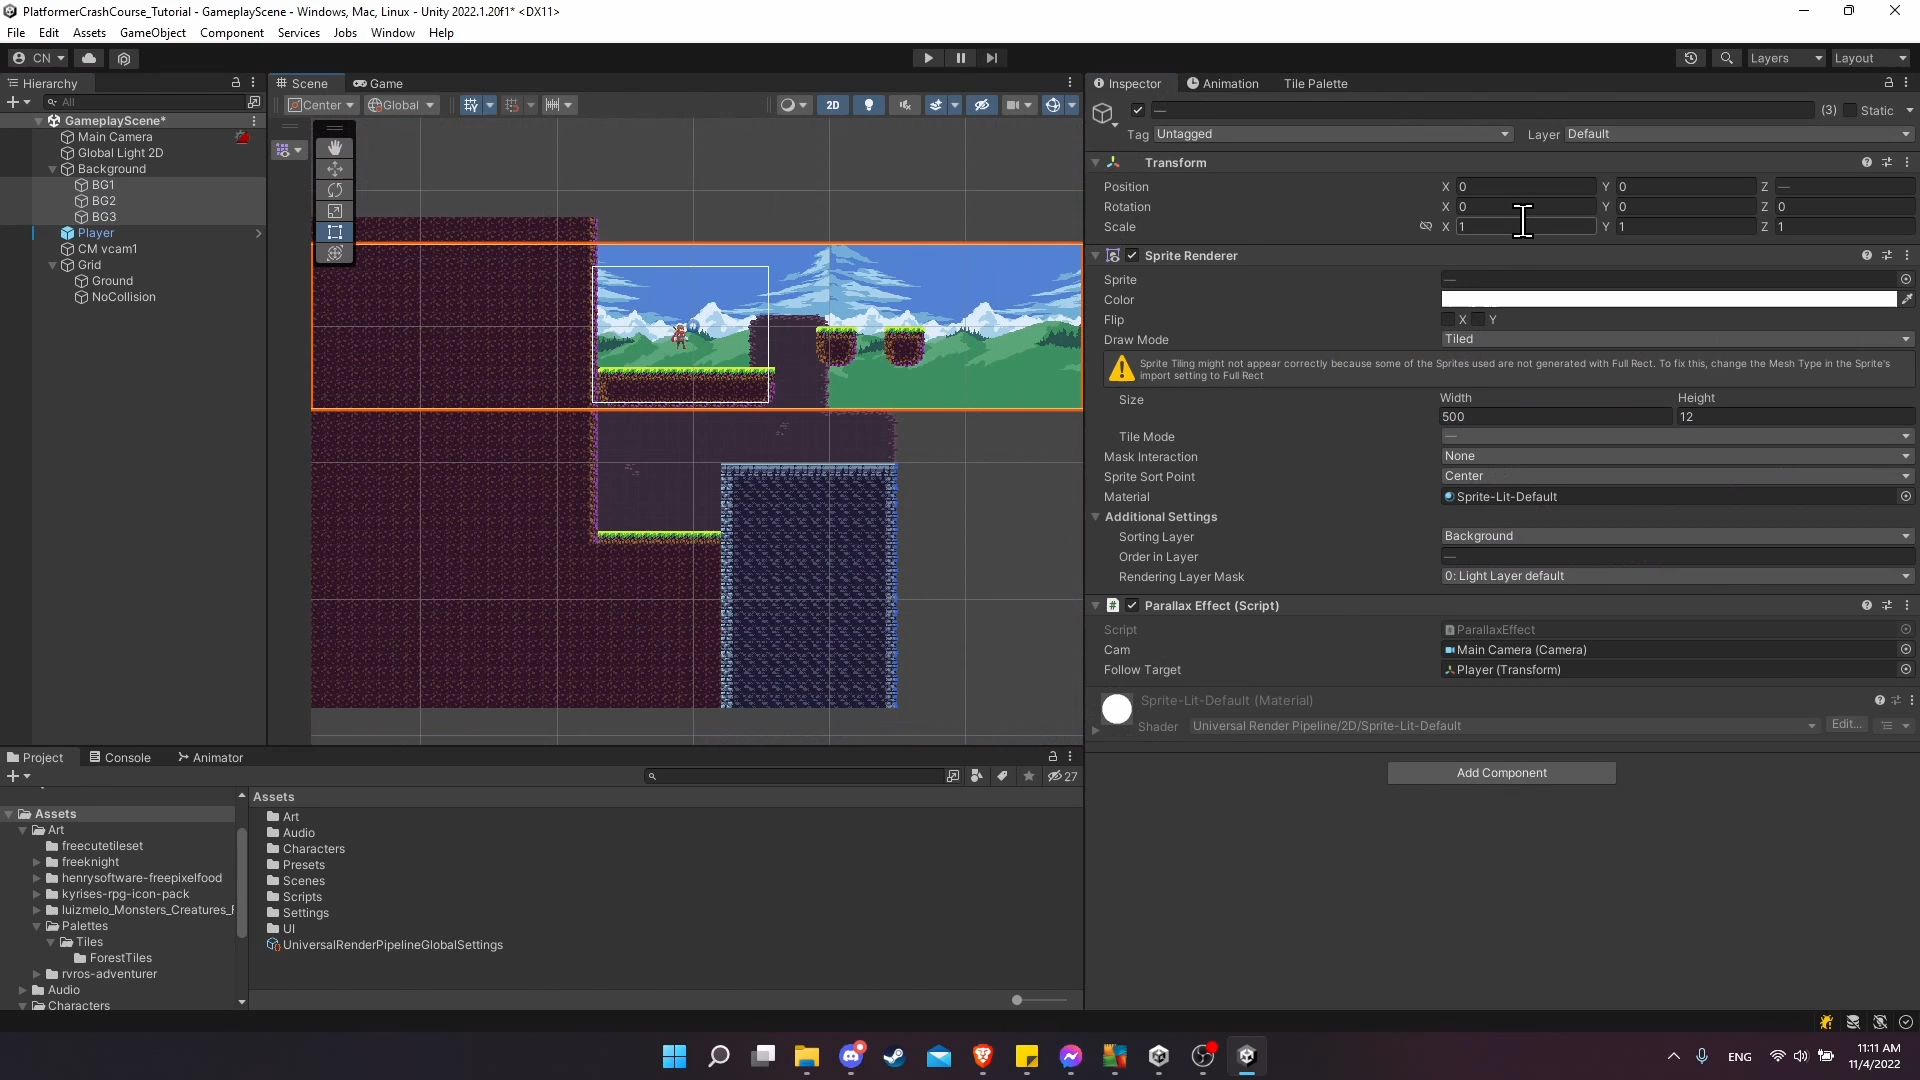 PlatformerCrashCourse_Tutorial - GameplayScene - Windows, Mac, Linux - Unity 2022.1.20f1* <DX11>
File Edit Assets GameObject Component Services Jobs Window Help
CN Layers Layout
Hierarchy
All
GameplayScene*
Main Camera
Global Light 2D
Background
BG1
BG2
BG3
Player
CM vcam1
Grid
Ground
NoCollision
Scene Game
Center Global 2D
Inspector Animation Tile Palette
— (3) Static
Tag Untagged Layer Default
Transform
Position X 0 Y 0 Z —
Rotation X 0 Y 0 Z 0
Scale X 1 Y 1 Z 1
Sprite Renderer
Sprite —
Color
Flip X Y
Draw Mode Tiled
Sprite Tiling might not appear correctly because some of the Sprites used are not generated with Full Rect. To fix this, change the Mesh Type in the Sprite's
import setting to Full Rect
Size Width Height
500 12
Tile Mode —
Mask Interaction None
Sprite Sort Point Center
Material Sprite-Lit-Default
Additional Settings
Sorting Layer Background
Order in Layer —
Rendering Layer Mask 0: Light Layer default
Parallax Effect (Script)
Script ParallaxEffect
Cam Main Camera (Camera)
Follow Target Player (Transform)
Sprite-Lit-Default (Material)
Shader Universal Render Pipeline/2D/Sprite-Lit-Default Edit...
Add Component
Project Console Animator
27
Assets
Art
freecutetileset
freeknight
henrysoftware-freepixelfood
kyrises-rpg-icon-pack
luizmelo_Monsters_Creatures_F
Palettes
Tiles
ForestTiles
rvros-adventurer
Audio
Characters
Assets
Art
Audio
Characters
Presets
Scenes
Scripts
Settings
UI
UniversalRenderPipelineGlobalSettings
ENG
11:11 AM
11/4/2022